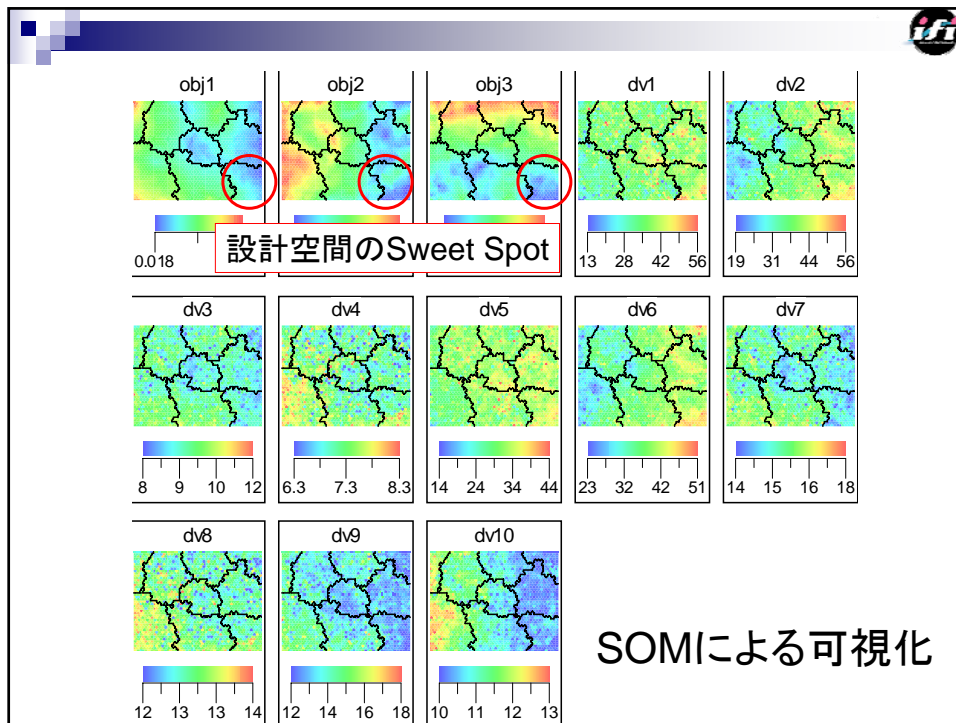 ifi
obj1
obj2
obj3
dv1
dv2
0.018
設計空間のSweet Spot
13 28 42 56
19 31 44 56
dv3
dv4
dv5
dv6
dv7
8 9 10 12
6.3 7.3 8.3
14 24 34 44
23 32 42 51
14 15 16 18
dv8
dv9
dv10
12 13 13 14
12 14 16 18
10 11 12 13
SOMによる可視化